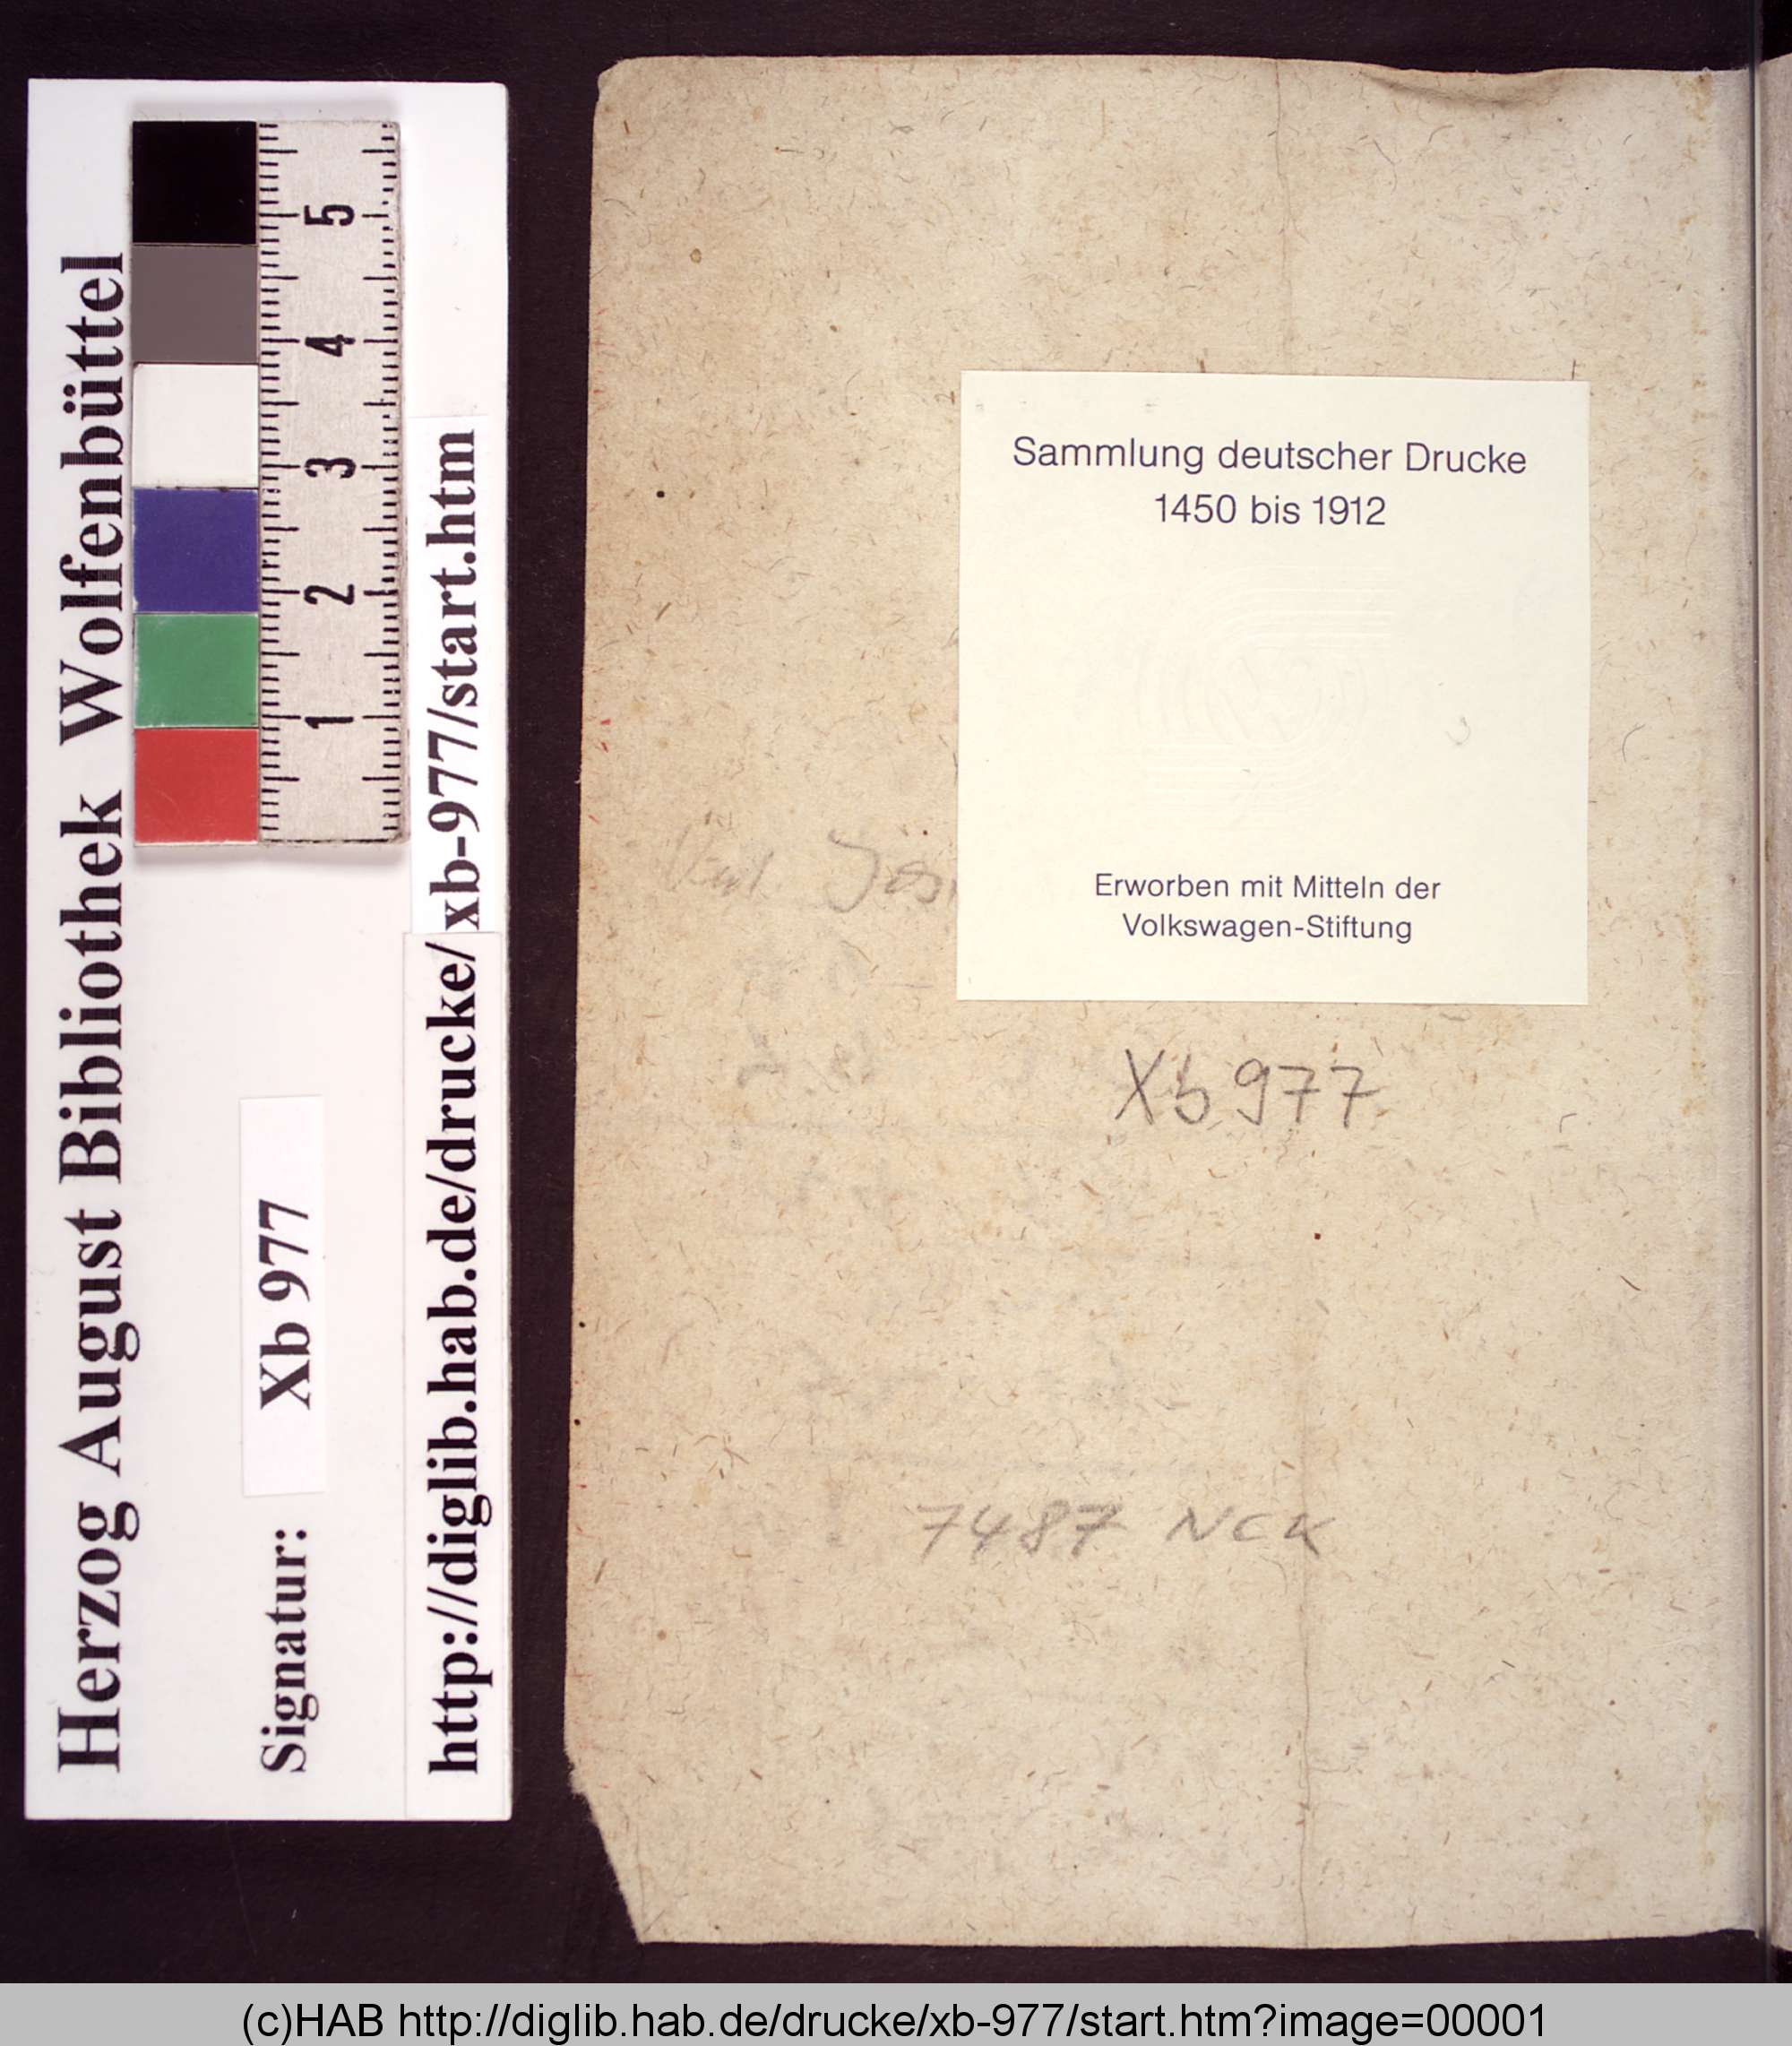 Herzog August Bibliothek Wolfenbüttel
Signatur: Xb 977
http://diglib.hab.de/drucke/xb-977/start.htm
5
4
3
2
1
Sammlung deutscher Drucke
1450 bis 1912
Erworben mit Mitteln der
Volkswagen-Stiftung
Xb 977
7487 NCK
(c)HAB http://diglib.hab.de/drucke/xb-977/start.htm?image=00001